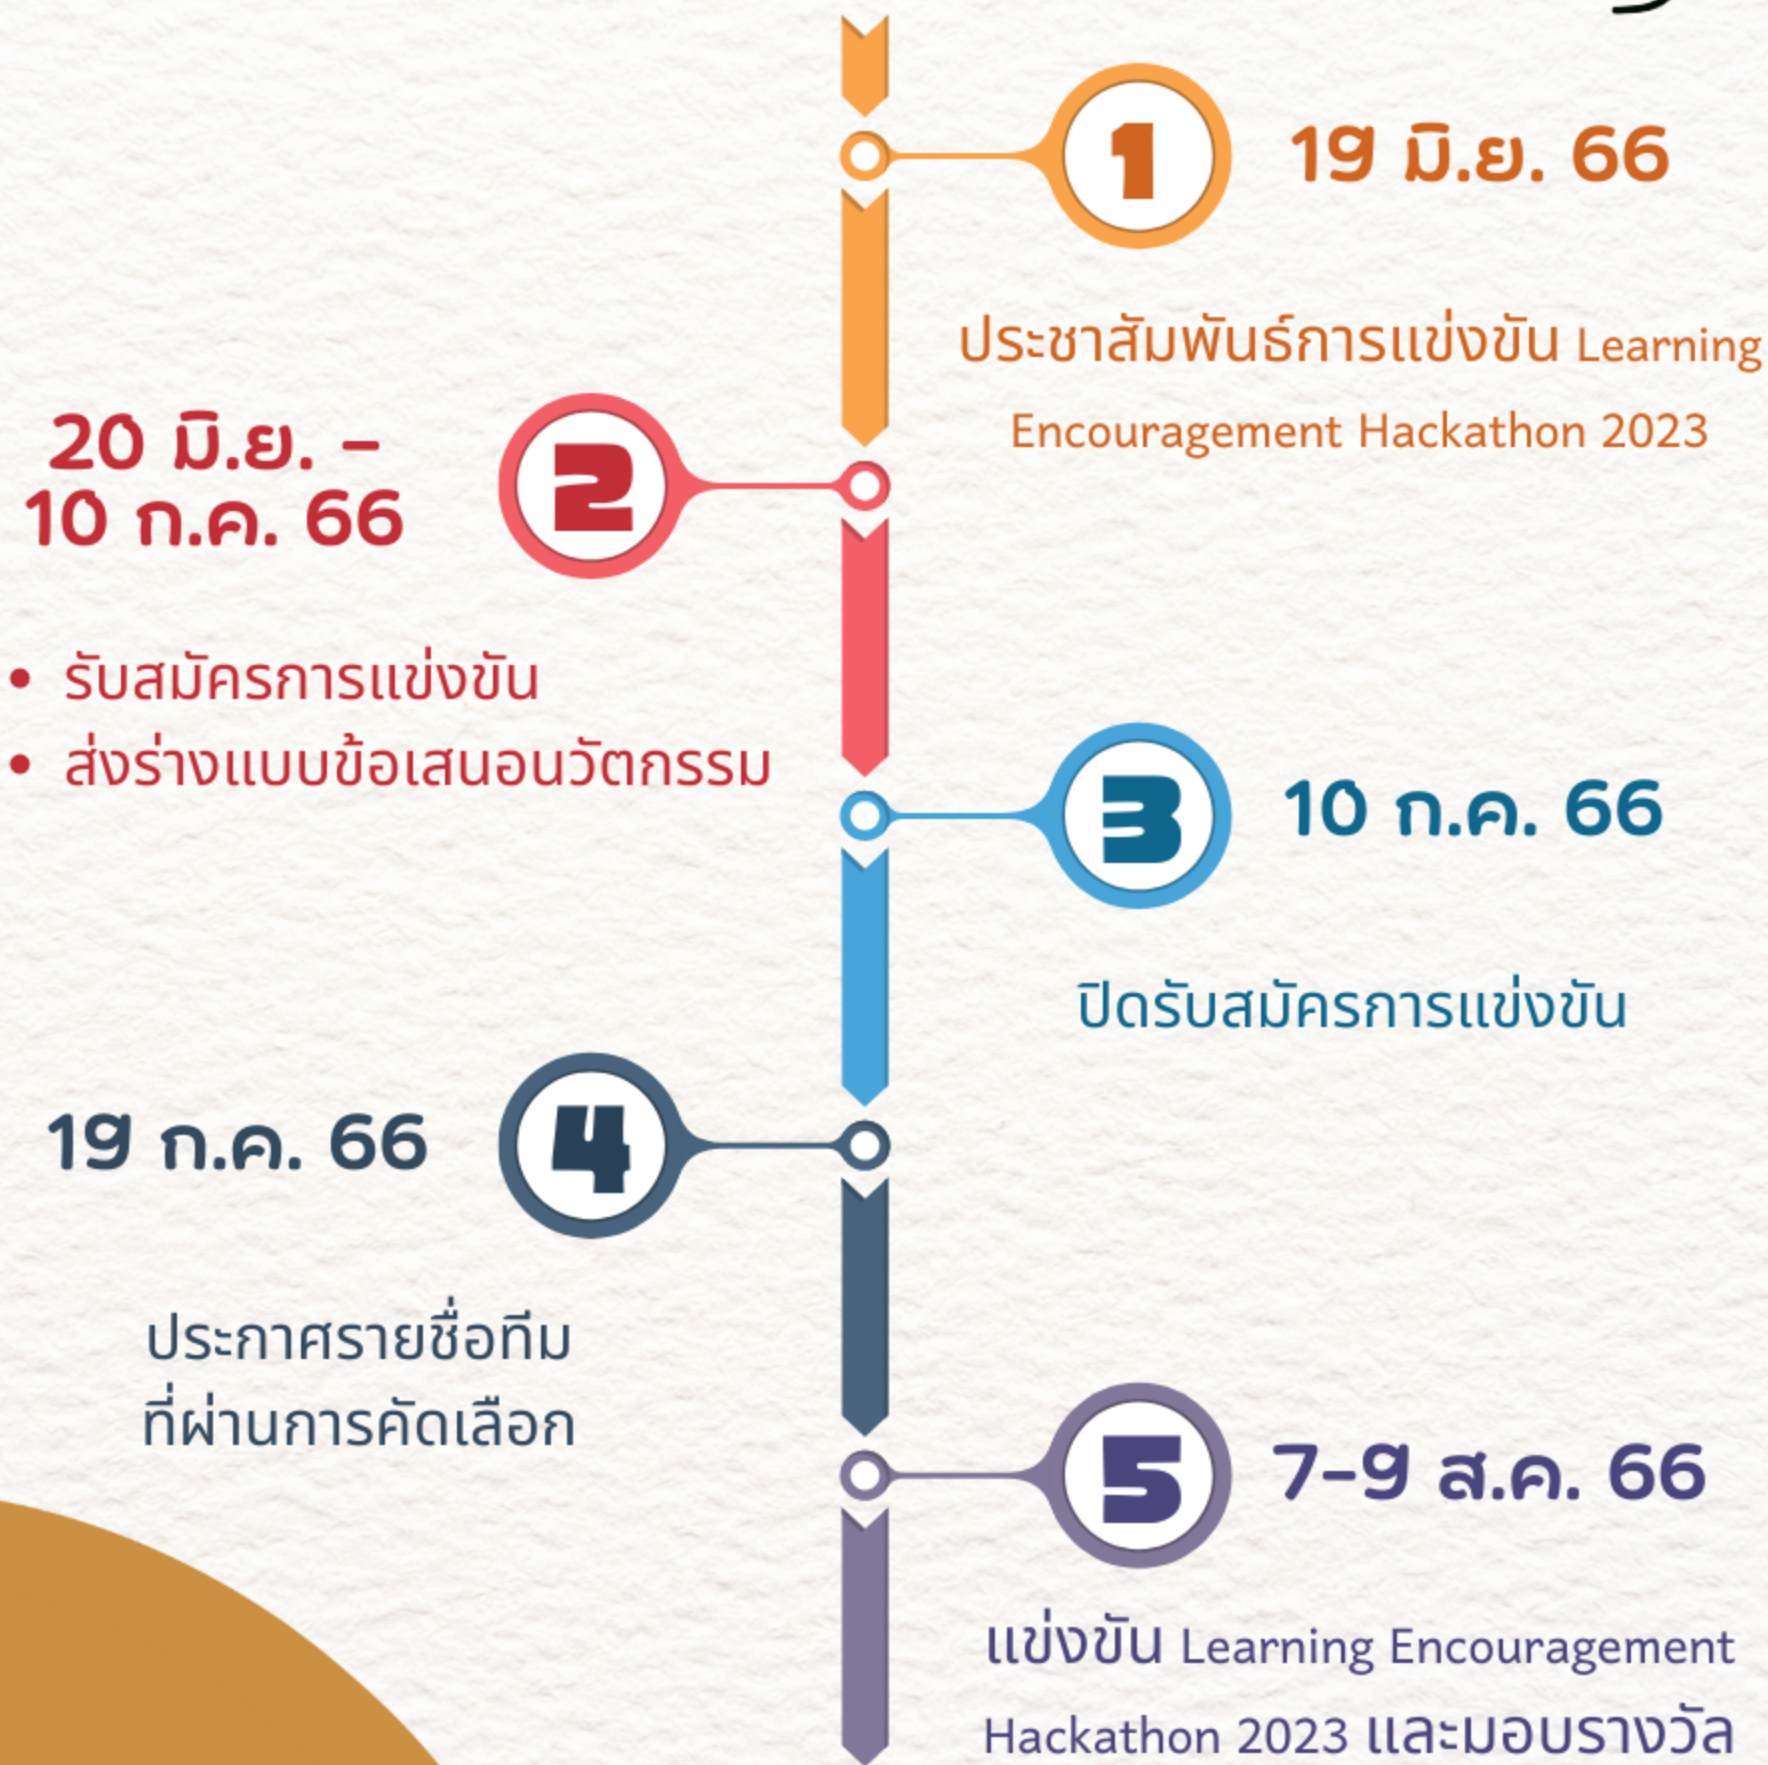 1
19 มิ.ย. 66
ประชาสัมพันธ์การแข่งขัน Learning
Encouragement Hackathon 2023
20 มิ.ย. –
10 ก.ค. 66
2
• รับสมัครการแข่งขัน
• ส่งร่างแบบข้อเสนอนวัตกรรม
3
10 ก.ค. 66
ปิดรับสมัครการแข่งขัน
19 ก.ค. 66
4
ประกาศรายชื่อทีม
ที่ผ่านการคัดเลือก
5
7-9 ส.ค. 66
แข่งขัน Learning Encouragement
Hackathon 2023 และมอบรางวัล